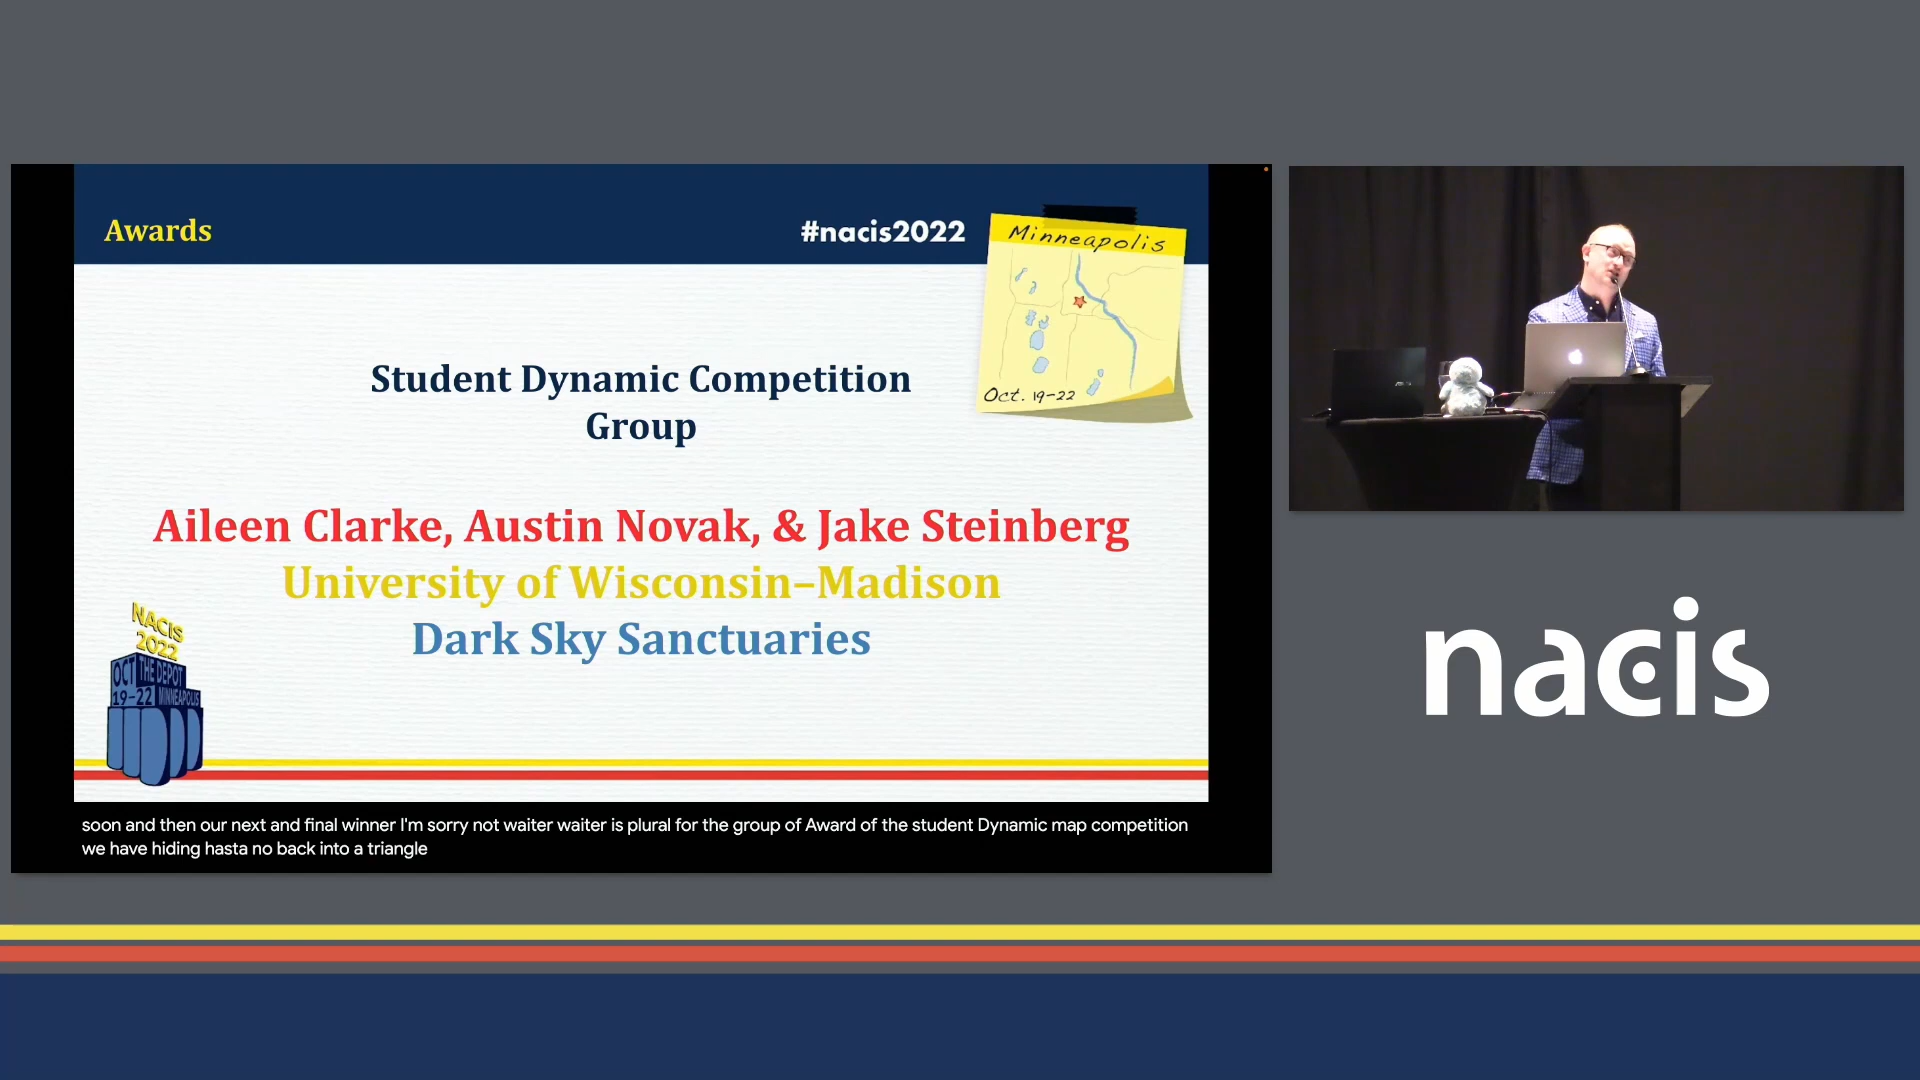 Awards
#nacis2022
Minneapolis
Oct. 19-22
Student Dynamic Competition
Group
Aileen Clarke, Austin Novak, & Jake Steinberg
University of Wisconsin–Madison
Dark Sky Sanctuaries
NACIS
2022
OCT THE DEPOT
19-22 MINNEAPOLIS
soon and then our next and final winner I'm sorry not waiter waiter is plural for the group of Award of the student Dynamic map competition
we have hiding hasta no back into a triangle
nacis